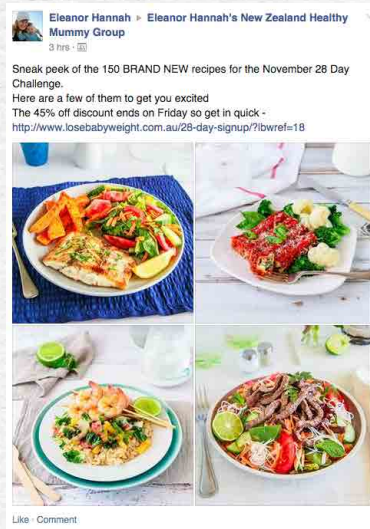 Eleanor Hannah ▸ Eleanor Hannah's New Zealand Healthy
Mummy Group
3 hrs ·
Sneak peek of the 150 BRAND NEW recipes for the November 28 Day
Challenge.
Here are a few of them to get you excited
The 45% off discount ends on Friday so get in quick -
http://www.losebabyweight.com.au/28-day-signup/?lbwref=18
Like · Comment